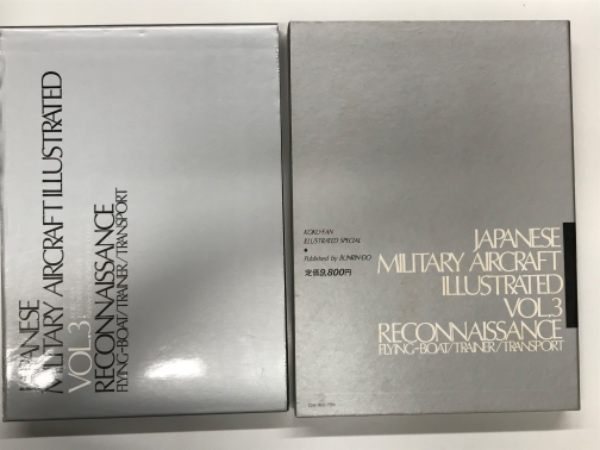 JAPANESE
MILITARY AIRCRAFT ILLUSTRATED
VOL.3
RECONNAISSANCE
FLYING-BOAT/TRAINER/TRANSPORT
KOKU-FAN
ILLUSTRATED SPECIAL
Published by BUNRIN-DO
定価9,800円
JAPANESE
MILITARY AIRCRAFT
ILLUSTRATED
VOL.3
RECONNAISSANCE
FLYING-BOAT/TRAINER/TRANSPORT